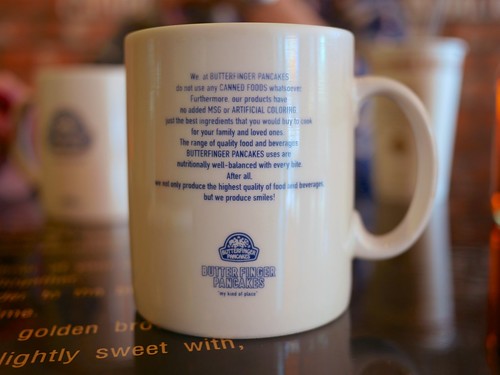 We, at BUTTERFINGER PANCAKES
do not use any CANNED FOODS whatsoever.
Furthermore, our products have
no added MSG or ARTIFICIAL COLORING
just the best ingredients that you would buy to cook
for your family and loved ones.
The range of quality food and beverages
BUTTERFINGER PANCAKES uses are
nutritionally well-balanced with every bite.
After all,
we not only produce the highest quality of food and beverages,
but we produce smiles!
BUTTERFINGER
PANCAKES
BUTTERFINGER
PANCAKES
"my kind of place"
golden bro
lightly sweet with,